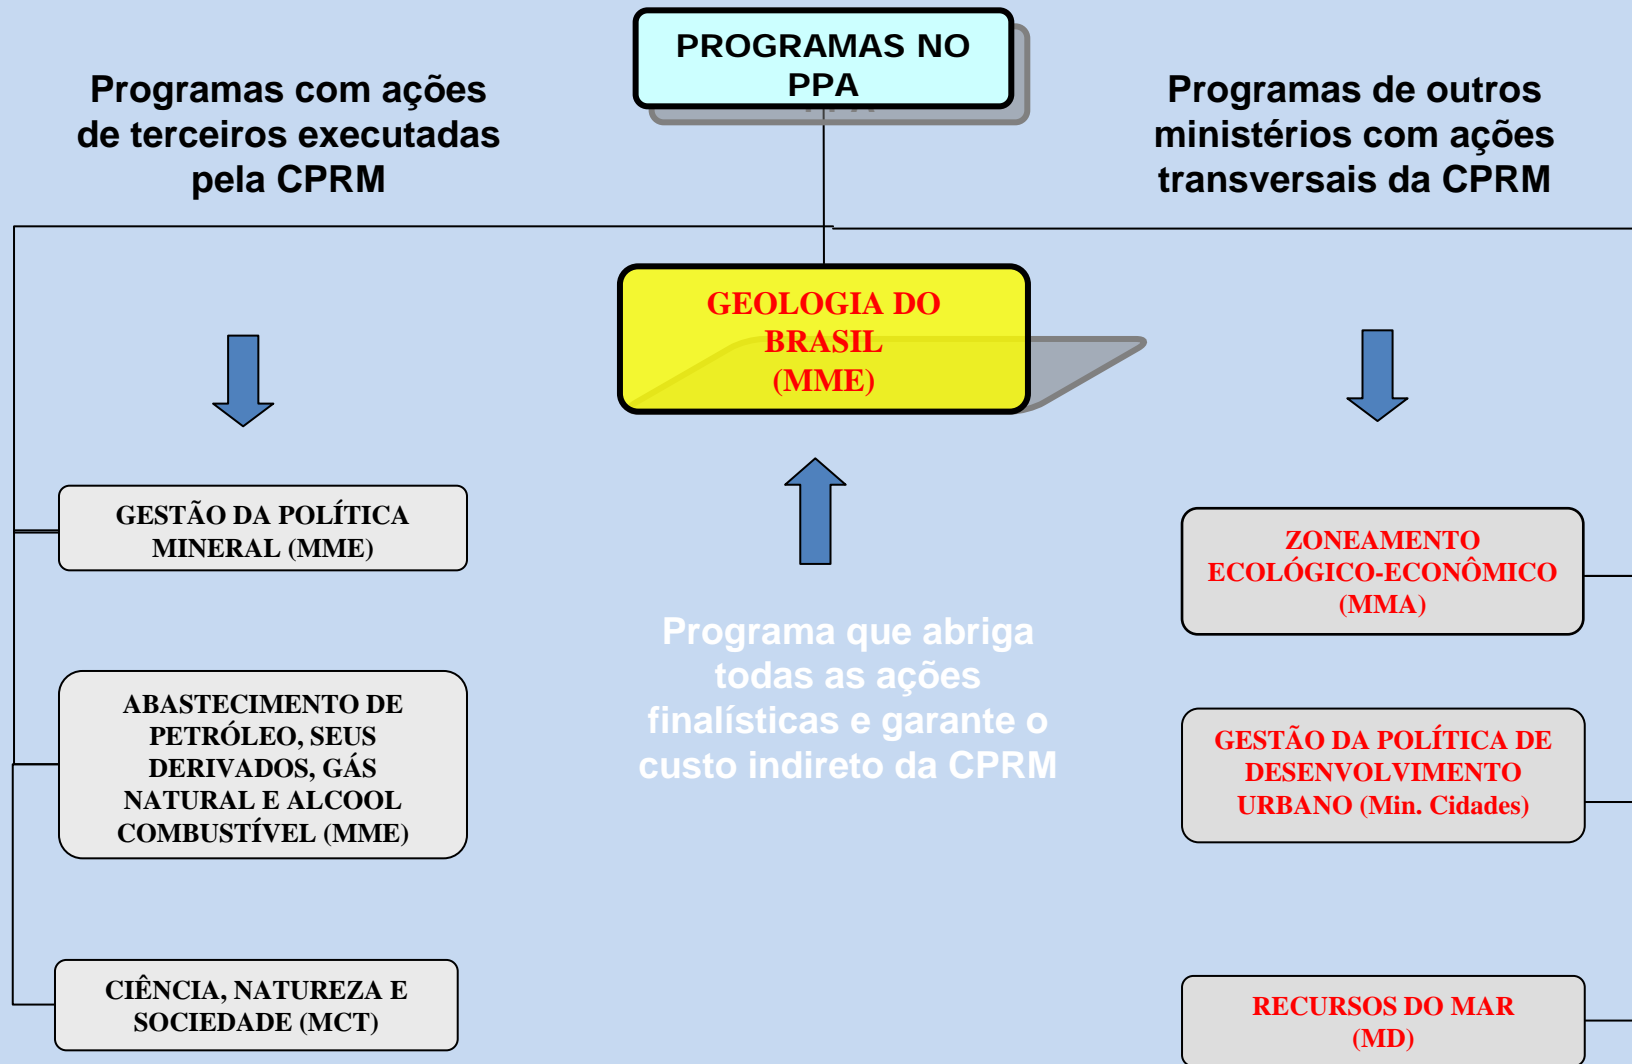 PROGRAMAS NO
PPA
Programas com ações
de terceiros executadas
pela CPRM
Programas de outros
ministérios com ações
transversais da CPRM
GEOLOGIA DO
BRASIL
(MME)
GESTÃO DA POLÍTICA
MINERAL (MME)
ABASTECIMENTO DE
PETRÓLEO, SEUS
DERIVADOS, GÁS
NATURAL E ALCOOL
COMBUSTÍVEL (MME)
CIÊNCIA, NATUREZA E
SOCIEDADE (MCT)
Programa que abriga
todas as ações
finalísticas e garante o
custo indireto da CPRM
ZONEAMENTO
ECOLÓGICO-ECONÔMICO
(MMA)
GESTÃO DA POLÍTICA DE
DESENVOLVIMENTO
URBANO (Min. Cidades)
RECURSOS DO MAR
(MD)